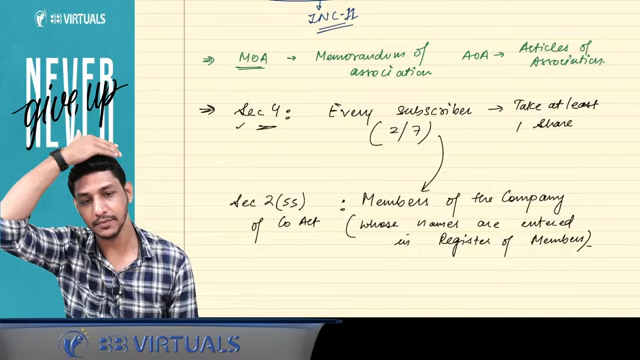 BB VIRTUALS
NEVER
give up
NEVER
INC-11
⇒ MOA → Memorandum of association AOA → Articles of Association.
⇒ Sec 4: Every subscriber (2/7) → Take at least 1 share
Sec 2(55) of Co Act : Members of the Company (whose names are entered in Register of Members).
BB VIRTUALS